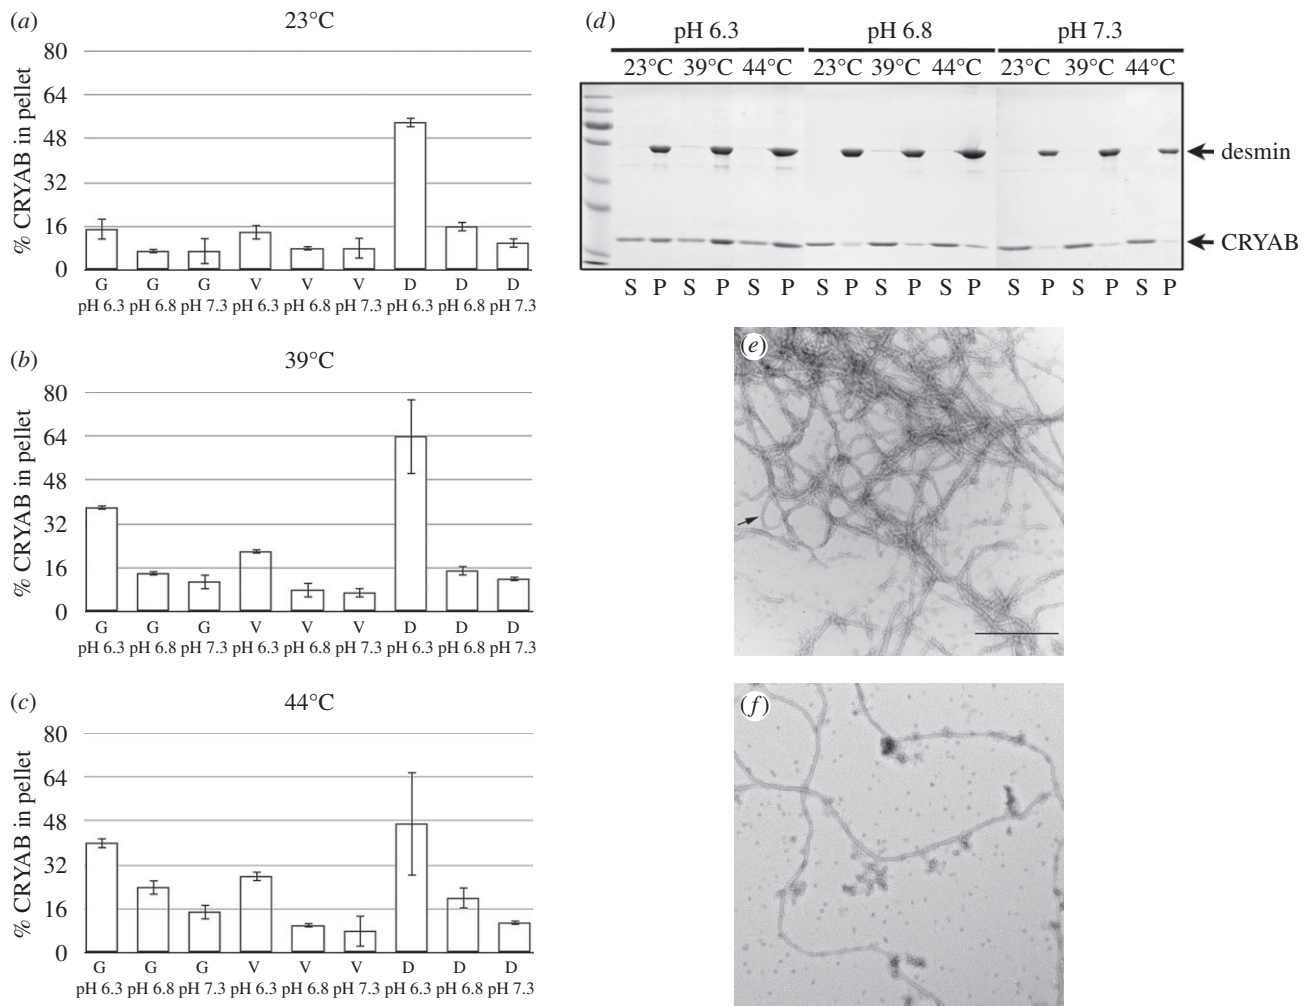 (a)
23°C
% CRYAB in pellet
80
64
48
32
16
0
G G G V V V D D D
pH 6.3 pH 6.8 pH 7.3 pH 6.3 pH 6.8 pH 7.3 pH 6.3 pH 6.8 pH 7.3
(b)
39°C
% CRYAB in pellet
80
64
48
32
16
0
G G G V V V D D D
pH 6.3 pH 6.8 pH 7.3 pH 6.3 pH 6.8 pH 7.3 pH 6.3 pH 6.8 pH 7.3
(c)
44°C
% CRYAB in pellet
80
64
48
32
16
0
G G G V V V D D D
pH 6.3 pH 6.8 pH 7.3 pH 6.3 pH 6.8 pH 7.3 pH 6.3 pH 6.8 pH 7.3
(d)
pH 6.3 pH 6.8 pH 7.3
23°C 39°C 44°C 23°C 39°C 44°C 23°C 39°C 44°C
desmin
CRYAB
S P S P S P S P S P S P S P S P S P
(e)
(f)